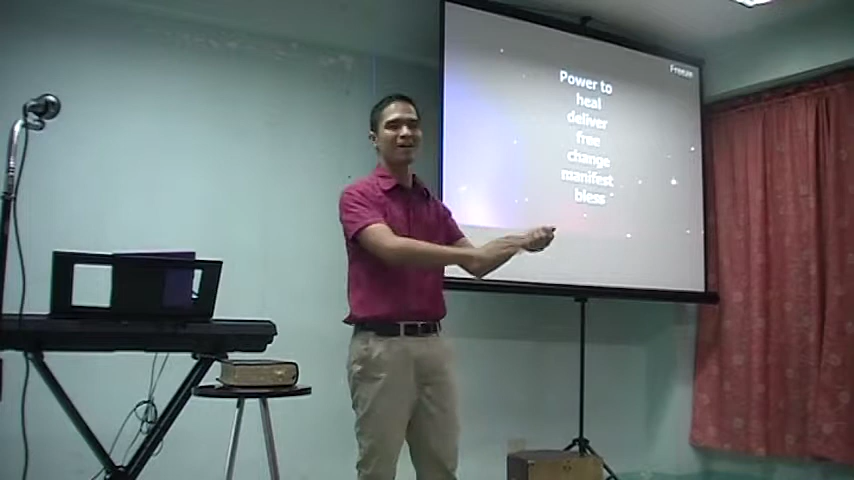 Freeze
Power to
heal
deliver
free
change
manifest
bless